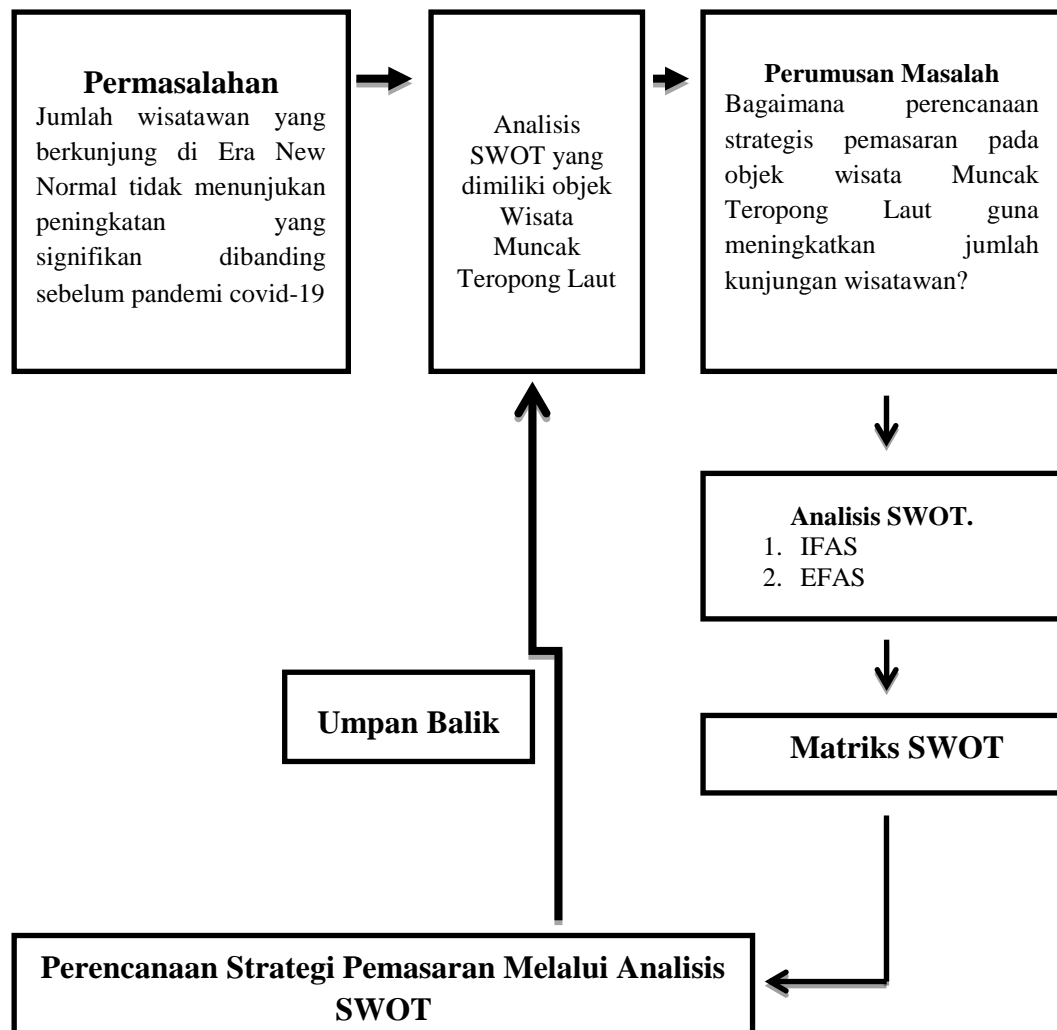 Permasalahan
Jumlah wisatawan yang
berkunjung di Era New
Normal tidak menunjukan
peningkatan yang
signifikan dibanding
sebelum pandemi covid-19
Analisis
SWOT yang
dimiliki objek
Wisata
Muncak
Teropong Laut
Perumusan Masalah
Bagaimana perencanaan
strategis pemasaran pada
objek wisata Muncak
Teropong Laut guna
meningkatkan jumlah
kunjungan wisatawan?
Analisis SWOT.
1. IFAS
2. EFAS
Umpan Balik
Matriks SWOT
Perencanaan Strategi Pemasaran Melalui Analisis
SWOT